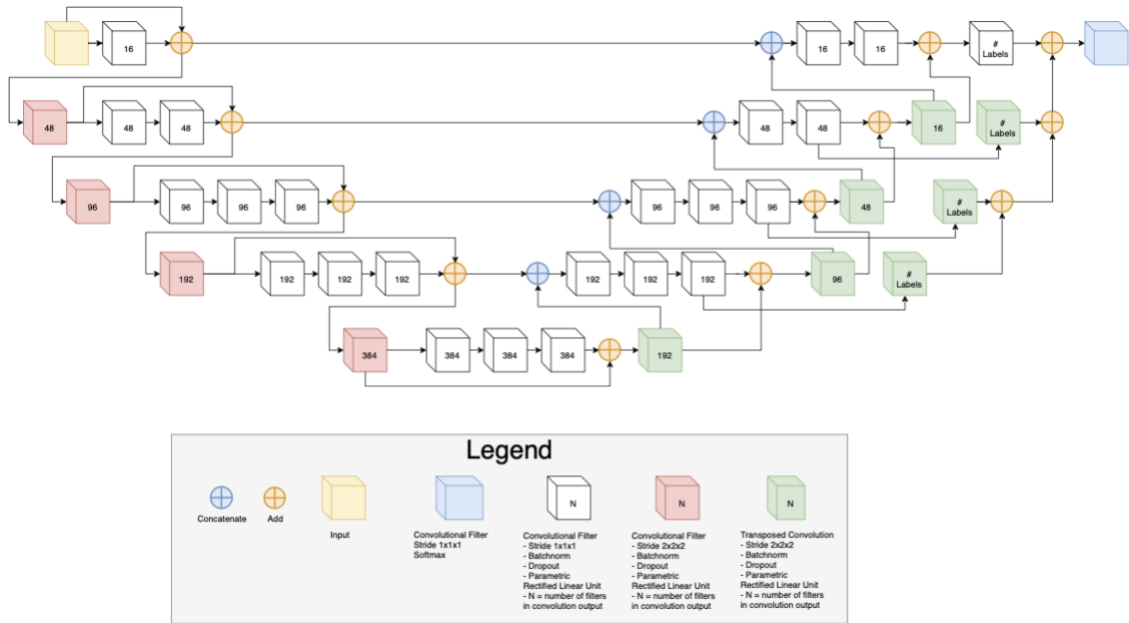 16
16
16
#
Labels
48
48
48
48
48
16
#
Labels
96
96
96
96
96
96
96
48
#
Labels
192
192
192
192
192
192
192
96
#
Labels
384
384
384
384
192
Legend
N
N
N
Concatenate
Add
Input
Convolutional Filter
Stride 1x1x1
Softmax
Convolutional Filter
- Stride 1x1x1
- Batchnorm
- Dropout
- Parametric
Rectified Linear Unit
- N = number of filters
in convolution output
Convolutional Filter
- Stride 2x2x2
- Batchnorm
- Dropout
- Parametric
Rectified Linear Unit
- N = number of filters
in convolution output
Transposed Convolution
- Stride 2x2x2
- Batchnorm
- Dropout
- Parametric
Rectified Linear Unit
- N = number of filters
in convolution output